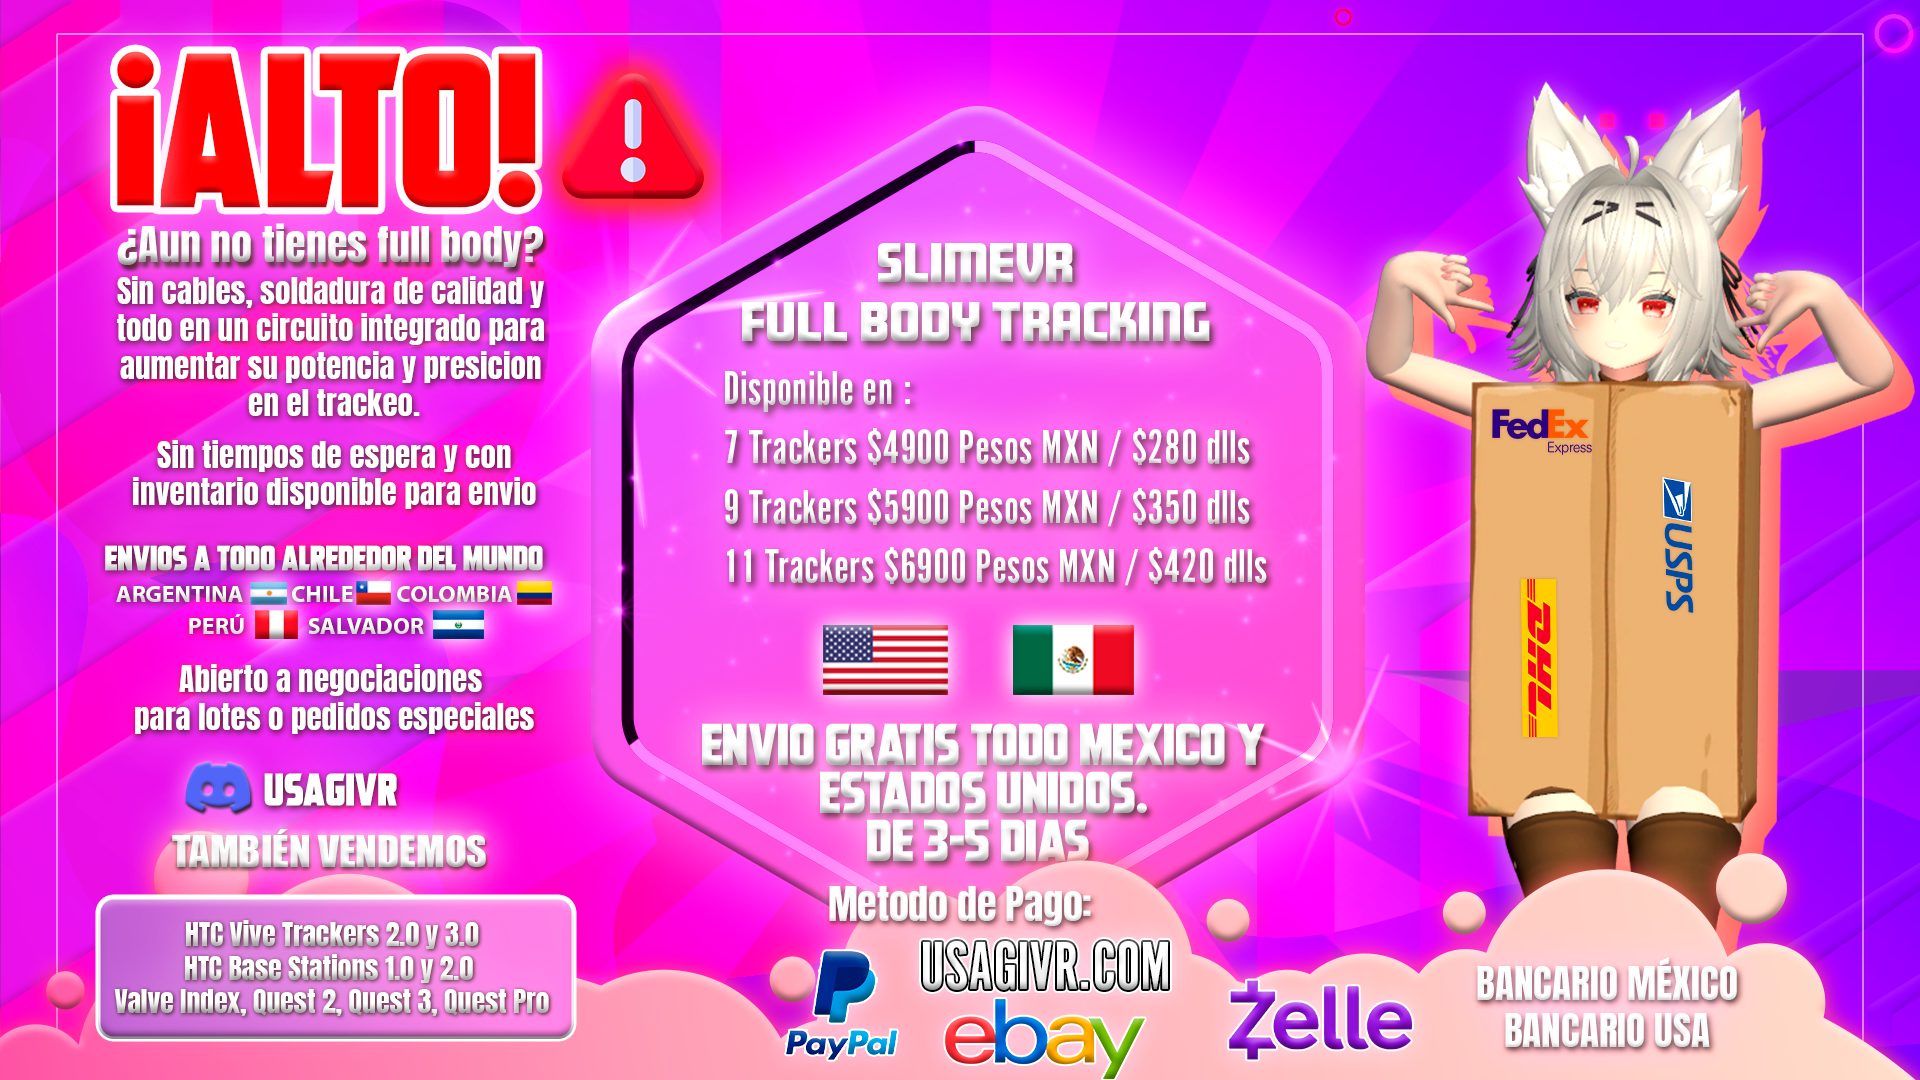 ¡ALTO!
¿Aun no tienes full body?
Sin cables, soldadura de calidad y
todo en un circuito integrado para
aumentar su potencia y presicion
en el trackeo.
Sin tiempos de espera y con
inventario disponible para envio
ENVIOS A TODO ALREDEDOR DEL MUNDO
ARGENTINA CHILE COLOMBIA
PERÚ SALVADOR
Abierto a negociaciones
para lotes o pedidos especiales
USAGIVR
TAMBIÉN VENDEMOS
HTC Vive Trackers 2.0 y 3.0
HTC Base Stations 1.0 y 2.0
Valve Index, Quest 2, Quest 3, Quest Pro
SLIMEVR
FULL BODY TRACKING
Disponible en :
7 Trackers $4900 Pesos MXN / $280 dlls
9 Trackers $5900 Pesos MXN / $350 dlls
11 Trackers $6900 Pesos MXN / $420 dlls
ENVIO GRATIS TODO MEXICO Y
ESTADOS UNIDOS.
DE 3-5 DIAS
Metodo de Pago:
USAGIVR.COM
PayPal
ebay
Zelle
BANCARIO MÉXICO
BANCARIO USA
FedEx
Express
USPS
DHL